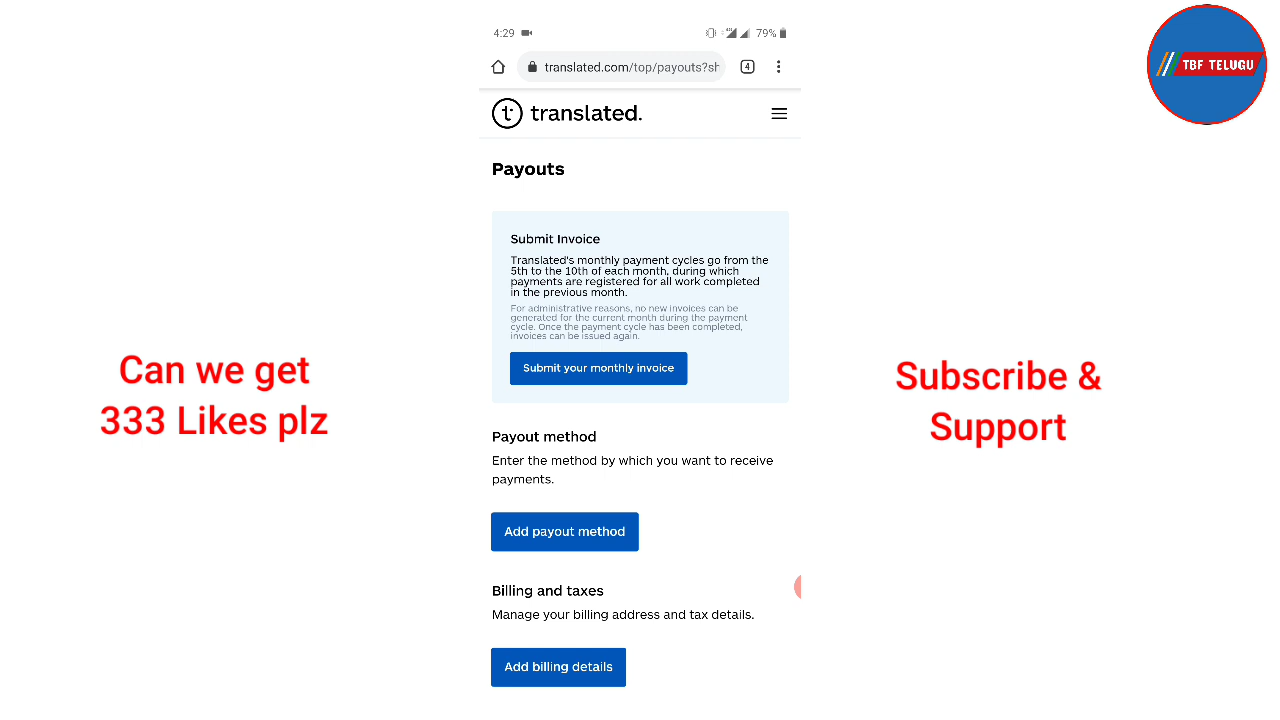 4:29
79%
TBF TELUGU
translated.com/top/payouts?sh
4
translated.
Payouts
Submit Invoice
Translated's monthly payment cycles go from the
5th to the 10th of each month, during which
payments are registered for all work completed
in the previous month.
For administrative reasons, no new invoices can be
generated for the current month during the payment
cycle. Once the payment cycle has been completed,
invoices can be issued again.
Submit your monthly invoice
Can we get
333 Likes plz
Subscribe &
Support
Payout method
Enter the method by which you want to receive
payments.
Add payout method
Billing and taxes
Manage your billing address and tax details.
Add billing details